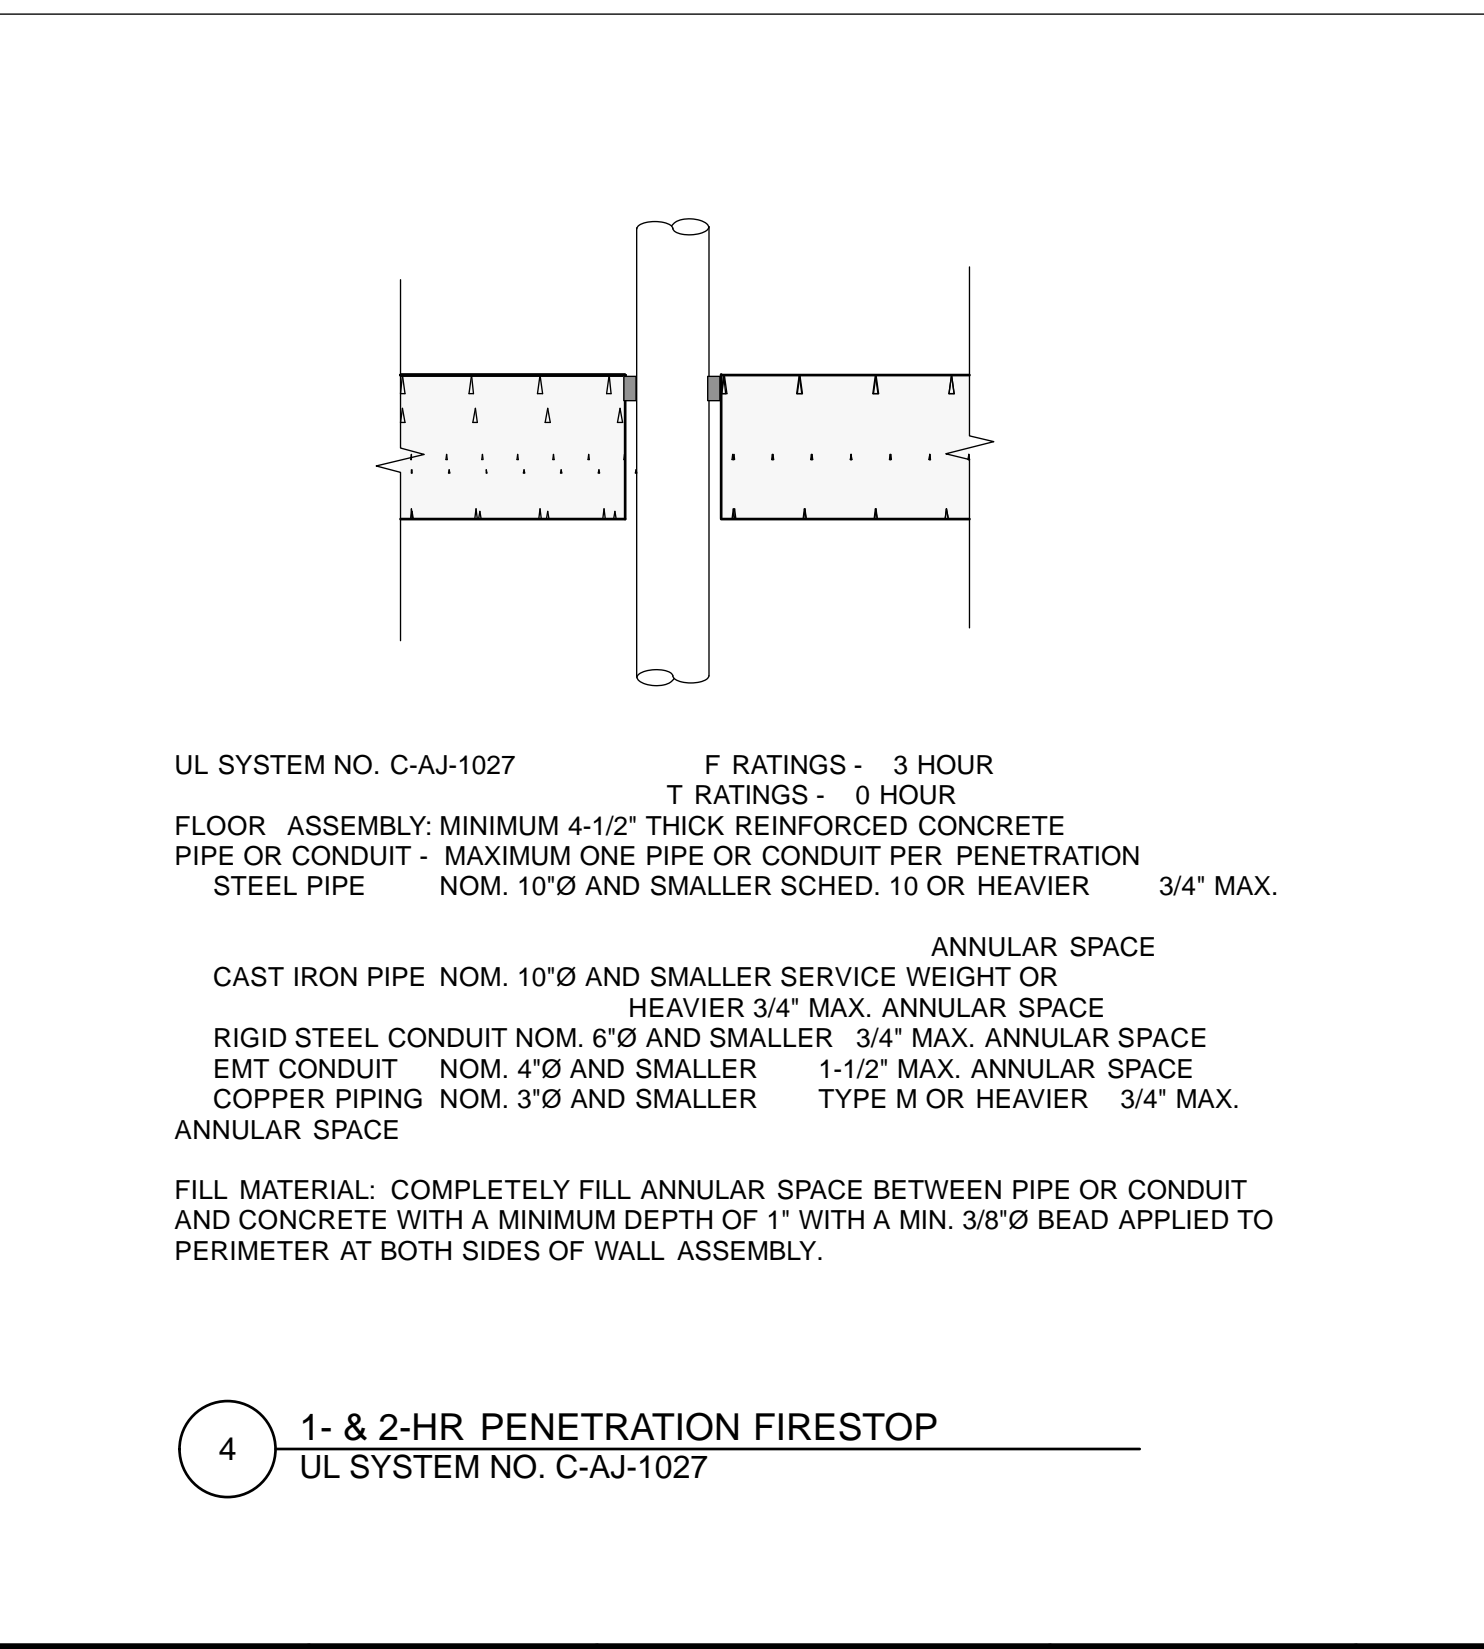 UL SYSTEM NO. C-AJ-1027 F RATINGS - 3 HOUR
T RATINGS - 0 HOUR
FLOOR ASSEMBLY: MINIMUM 4-1/2" THICK REINFORCED CONCRETE
PIPE OR CONDUIT - MAXIMUM ONE PIPE OR CONDUIT PER PENETRATION
STEEL PIPE NOM. 10"Ø AND SMALLER SCHED. 10 OR HEAVIER 3/4" MAX.
ANNULAR SPACE
CAST IRON PIPE NOM. 10"Ø AND SMALLER SERVICE WEIGHT OR
HEAVIER 3/4" MAX. ANNULAR SPACE
RIGID STEEL CONDUIT NOM. 6"Ø AND SMALLER 3/4" MAX. ANNULAR SPACE
EMT CONDUIT NOM. 4"Ø AND SMALLER 1-1/2" MAX. ANNULAR SPACE
COPPER PIPING NOM. 3"Ø AND SMALLER TYPE M OR HEAVIER 3/4" MAX.
ANNULAR SPACE
FILL MATERIAL: COMPLETELY FILL ANNULAR SPACE BETWEEN PIPE OR CONDUIT
AND CONCRETE WITH A MINIMUM DEPTH OF 1" WITH A MIN. 3/8"Ø BEAD APPLIED TO
PERIMETER AT BOTH SIDES OF WALL ASSEMBLY.
4
1- & 2-HR PENETRATION FIRESTOP
UL SYSTEM NO. C-AJ-1027